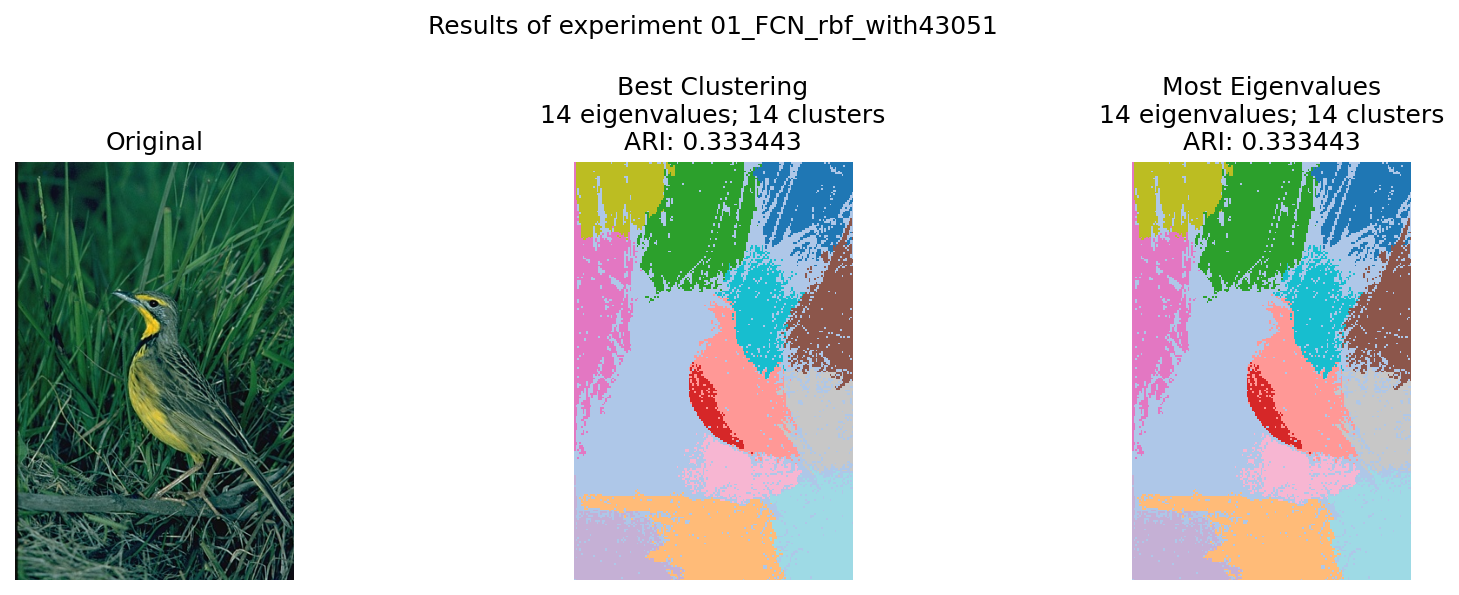 Results of experiment 01_FCN_rbf_with43051
Original
Best Clustering
14 eigenvalues; 14 clusters
ARI: 0.333443
Most Eigenvalues
14 eigenvalues; 14 clusters
ARI: 0.333443